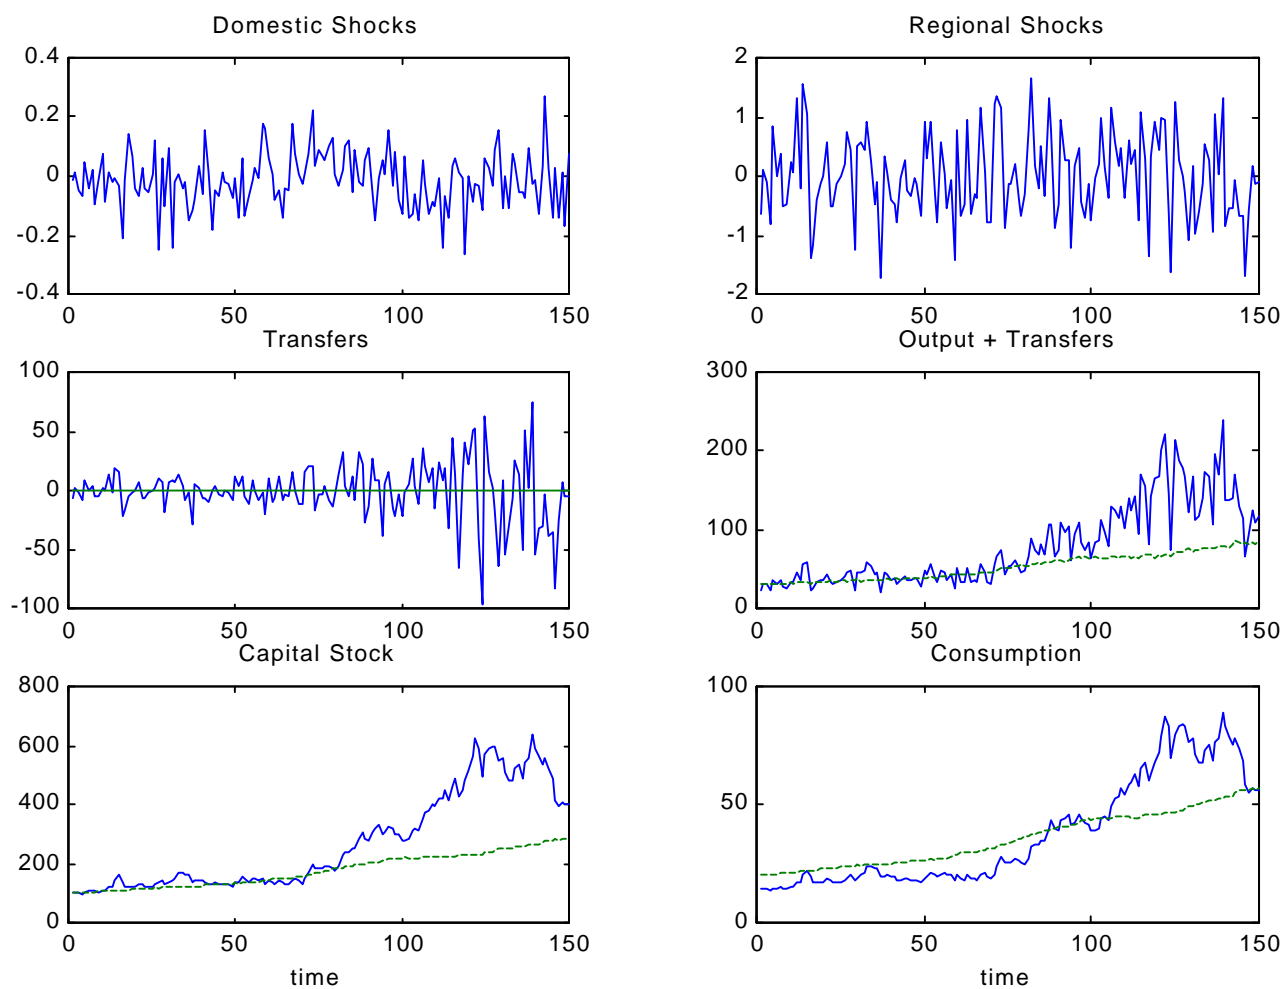 Domestic Shocks
0.4
0.2
0
-0.2
-0.4
0 50 100 150
Regional Shocks
2
1
0
-1
-2
0 50 100 150
Transfers
100
50
0
-50
-100
0 50 100 150
Output + Transfers
300
200
100
0
0 50 100 150
Capital Stock
800
600
400
200
0
0 50 100 150
time
Consumption
100
50
0
0 50 100 150
time